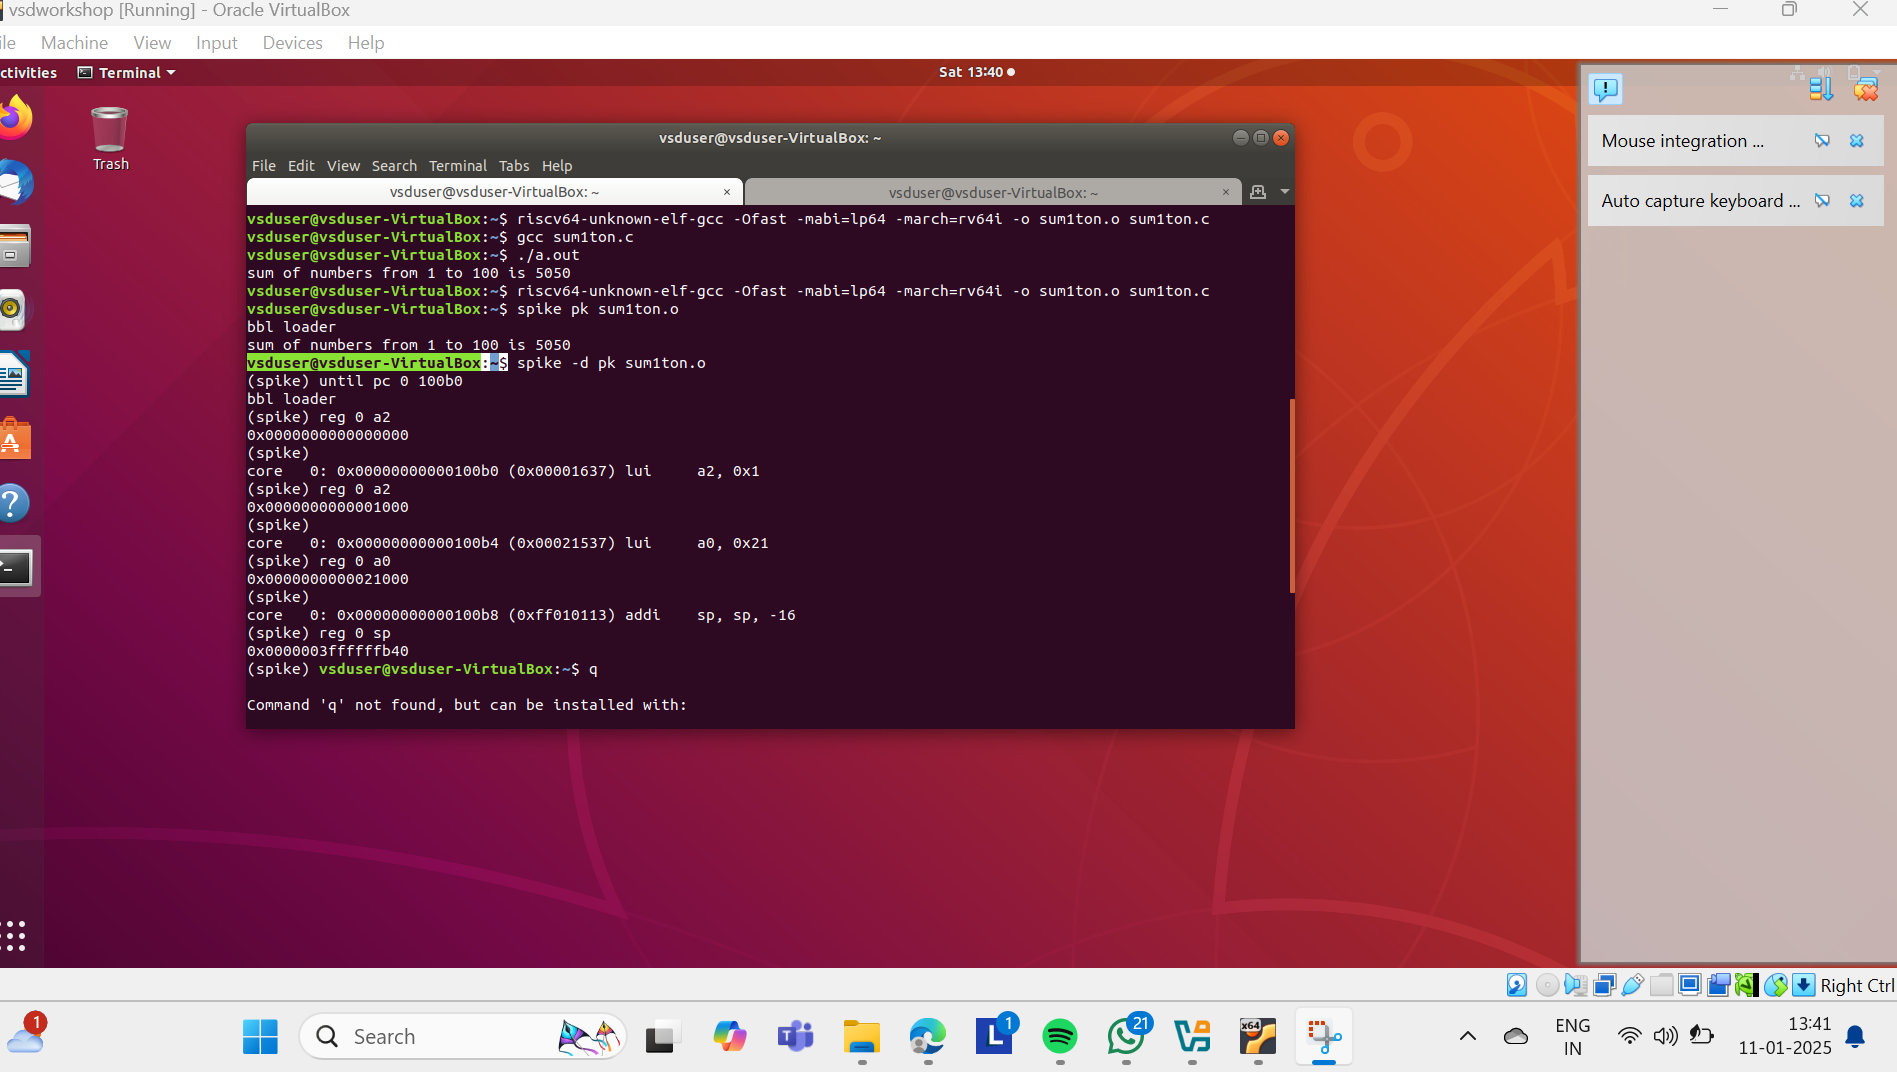 vsdworkshop [Running] - Oracle VirtualBox
ile Machine View Input Devices Help
ctivities Terminal Sat 13:40
Trash
vsduser@vsduser-VirtualBox: ~
File Edit View Search Terminal Tabs Help
vsduser@vsduser-VirtualBox: ~ × vsduser@vsduser-VirtualBox: ~ ×
vsduser@vsduser-VirtualBox:~$ riscv64-unknown-elf-gcc -Ofast -mabi=lp64 -march=rv64i -o sum1ton.o sum1ton.c
vsduser@vsduser-VirtualBox:~$ gcc sum1ton.c
vsduser@vsduser-VirtualBox:~$ ./a.out
sum of numbers from 1 to 100 is 5050
vsduser@vsduser-VirtualBox:~$ riscv64-unknown-elf-gcc -Ofast -mabi=lp64 -march=rv64i -o sum1ton.o sum1ton.c
vsduser@vsduser-VirtualBox:~$ spike pk sum1ton.o
bbl loader
sum of numbers from 1 to 100 is 5050
vsduser@vsduser-VirtualBox:~$ spike -d pk sum1ton.o
(spike) until pc 0 100b0
bbl loader
(spike) reg 0 a2
0x0000000000000000
(spike)
core   0: 0x00000000000100b0 (0x00001637) lui     a2, 0x1
(spike) reg 0 a2
0x0000000000001000
(spike)
core   0: 0x00000000000100b4 (0x00021537) lui     a0, 0x21
(spike) reg 0 a0
0x0000000000021000
(spike)
core   0: 0x00000000000100b8 (0xff010113) addi    sp, sp, -16
(spike) reg 0 sp
0x0000003ffffffb40
(spike) vsduser@vsduser-VirtualBox:~$ q
Command 'q' not found, but can be installed with:
Mouse integration ...
Auto capture keyboard ...
Right Ctrl
1
Search
x64
1
21
ENG
IN
13:41
11-01-2025